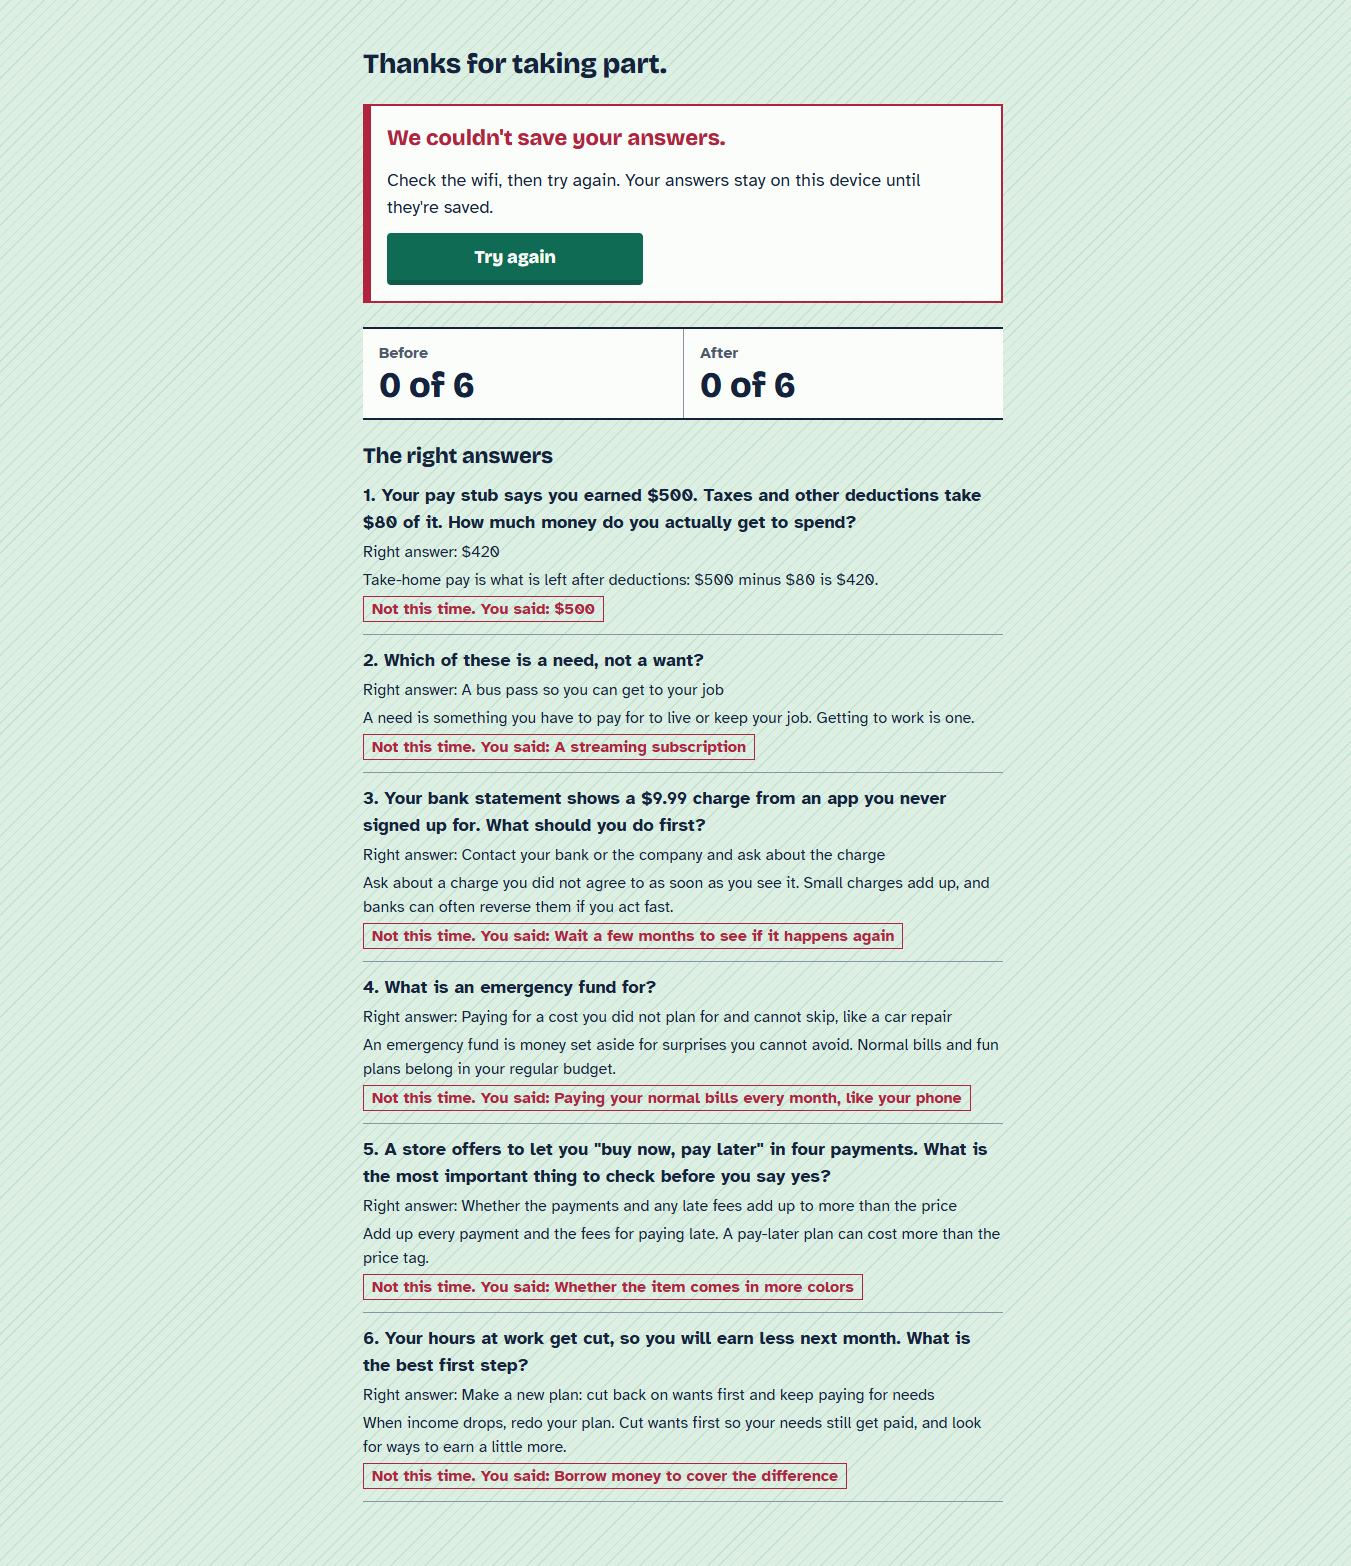 Thanks for taking part.
We couldn't save your answers.
Check the wifi, then try again. Your answers stay on this device until
they're saved.
Try again
Before
0 of 6
After
0 of 6
The right answers
1. Your pay stub says you earned $500. Taxes and other deductions take
$80 of it. How much money do you actually get to spend?
Right answer: $420
Take-home pay is what is left after deductions: $500 minus $80 is $420.
Not this time. You said: $500
2. Which of these is a need, not a want?
Right answer: A bus pass so you can get to your job
A need is something you have to pay for to live or keep your job. Getting to work is one.
Not this time. You said: A streaming subscription
3. Your bank statement shows a $9.99 charge from an app you never
signed up for. What should you do first?
Right answer: Contact your bank or the company and ask about the charge
Ask about a charge you did not agree to as soon as you see it. Small charges add up, and
banks can often reverse them if you act fast.
Not this time. You said: Wait a few months to see if it happens again
4. What is an emergency fund for?
Right answer: Paying for a cost you did not plan for and cannot skip, like a car repair
An emergency fund is money set aside for surprises you cannot avoid. Normal bills and fun
plans belong in your regular budget.
Not this time. You said: Paying your normal bills every month, like your phone
5. A store offers to let you "buy now, pay later" in four payments. What is
the most important thing to check before you say yes?
Right answer: Whether the payments and any late fees add up to more than the price
Add up every payment and the fees for paying late. A pay-later plan can cost more than the
price tag.
Not this time. You said: Whether the item comes in more colors
6. Your hours at work get cut, so you will earn less next month. What is
the best first step?
Right answer: Make a new plan: cut back on wants first and keep paying for needs
When income drops, redo your plan. Cut wants first so your needs still get paid, and look
for ways to earn a little more.
Not this time. You said: Borrow money to cover the difference